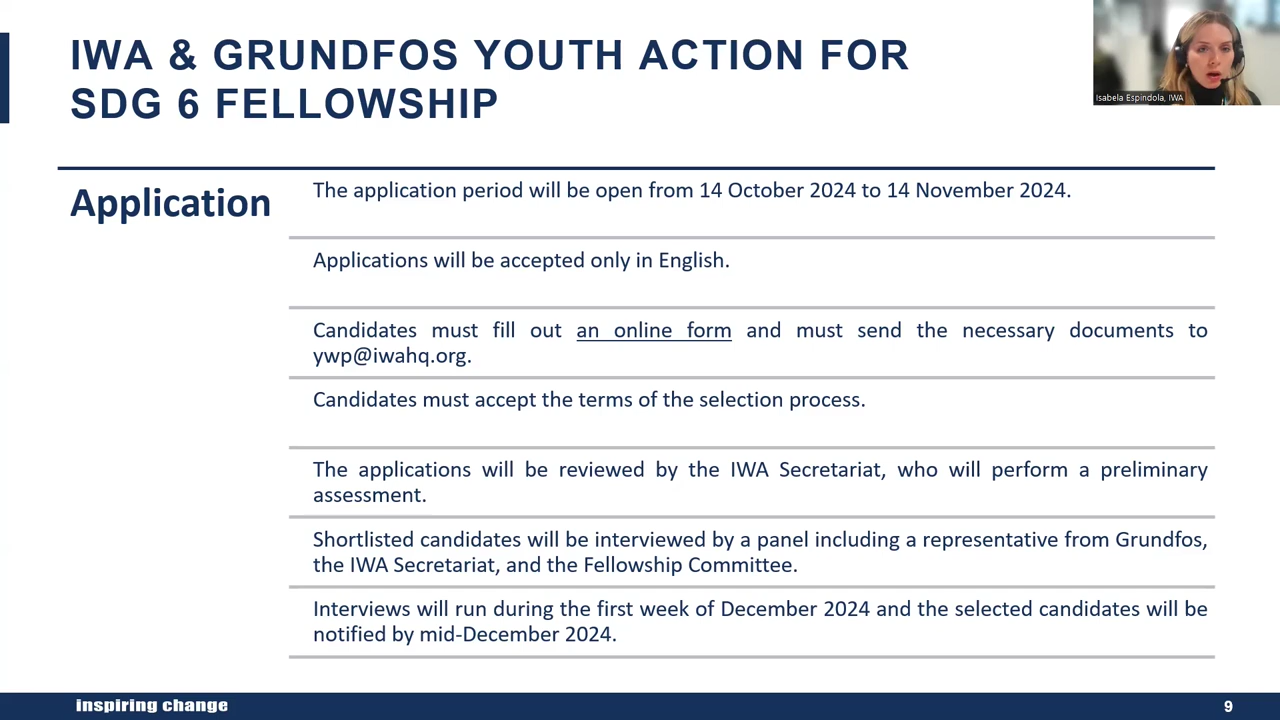 IWA & GRUNDFOS YOUTH ACTION FOR
SDG 6 FELLOWSHIP
Isabela Espindola, IWA
Application
The application period will be open from 14 October 2024 to 14 November 2024.
Applications will be accepted only in English.
Candidates must fill out an online form and must send the necessary documents to
ywp@iwahq.org.
Candidates must accept the terms of the selection process.
The applications will be reviewed by the IWA Secretariat, who will perform a preliminary
assessment.
Shortlisted candidates will be interviewed by a panel including a representative from Grundfos,
the IWA Secretariat, and the Fellowship Committee.
Interviews will run during the first week of December 2024 and the selected candidates will be
notified by mid-December 2024.
inspiring change
9